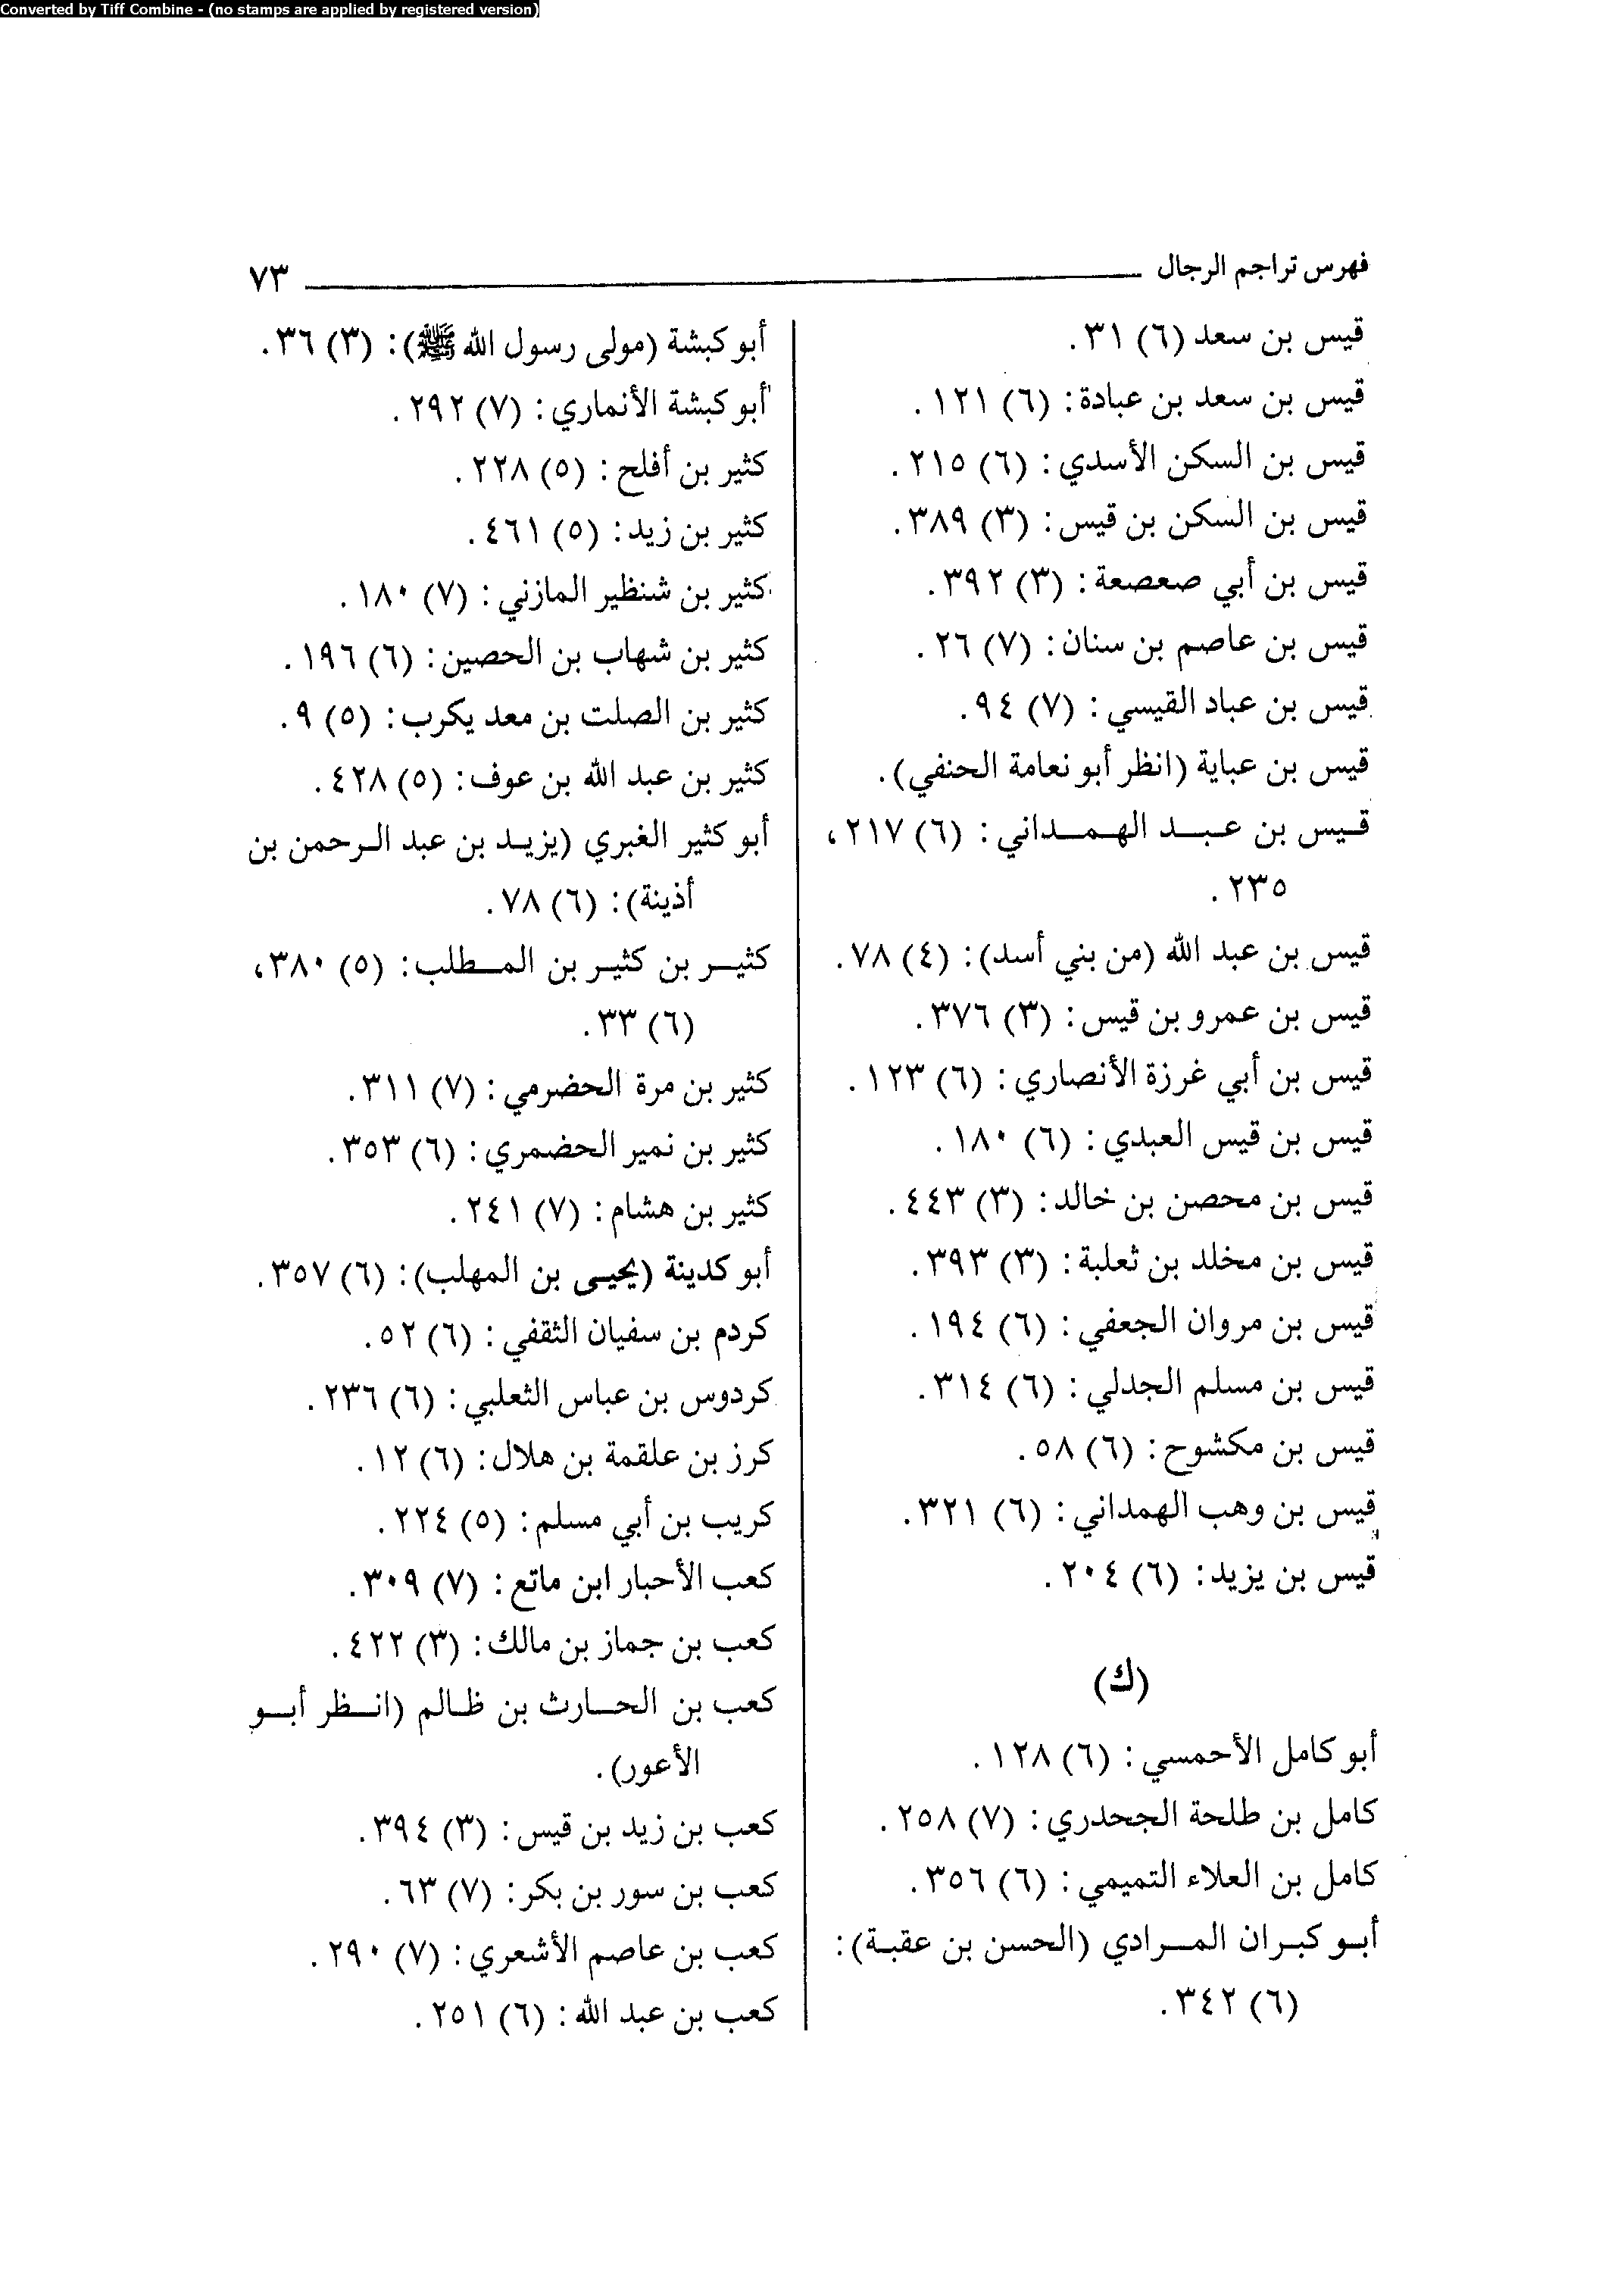 Converted by Tiff Combine - (no stamps are applied by registered version)
فهرس تراجم الرجال ٧٣
قيس بن سعد (٦) ٣١.
قيس بن سعد بن عبادة: (٦) ١٢١.
قيس بن السكن الأسدي: (٦) ٢١٥.
قيس بن السكن بن قيس: (٣) ٣٨٩.
قيس بن أبي صعصعة: (٣) ٣٩٢.
قيس بن عاصم بن سنان: (٧) ٢٦.
قيس بن عباد القيسي: (٧) ٩٤.
قيس بن عباية (انظر أبو نعامة الحنفي).
قيس بن عبد الهمداني: (٦) ٢١٧،
٢٣٥.
قيس بن عبد الله (من بني أسد): (٤) ٧٨.
قيس بن عمرو بن قيس: (٣) ٣٧٦.
قيس بن أبي غرزة الأنصاري: (٦) ١٢٣.
قيس بن قيس العبدي: (٦) ١٨٠.
قيس بن محصن بن خالد: (٣) ٤٤٣.
قيس بن مخلد بن ثعلبة: (٣) ٣٩٣.
قيس بن مروان الجعفي: (٦) ١٩٤.
قيس بن مسلم الجدلي: (٦) ٣١٤.
قيس بن مكشوح: (٦) ٥٨.
قيس بن وهب الهمداني: (٦) ٣٢١.
قيس بن يزيد: (٦) ٢٠٤.
(ك)
أبو كامل الأحمسي: (٦) ١٢٨.
كامل بن طلحة الجحدري: (٧) ٢٥٨.
كامل بن العلاء التميمي: (٦) ٣٥٦.
أبو كبران المرادي (الحسن بن عقبة):
(٦) ٣٤٢.
أبو كبشة (مولى رسول الله ﷺ): (٣) ٣٦.
أبو كبشة الأنماري: (٧) ٢٩٢.
كثير بن أفلح: (٥) ٢٢٨.
كثير بن زيد: (٥) ٤٦١.
كثير بن شنظير المازني: (٧) ١٨٠.
كثير بن شهاب بن الحصين: (٦) ١٩٦.
كثير بن الصلت بن معد يكرب: (٥) ٩.
كثير بن عبد الله بن عوف: (٥) ٤٢٨.
أبو كثير الغبري (يزيد بن عبد الرحمن بن
أذينة): (٦) ٧٨.
كثير بن كثير بن المطلب: (٥) ٣٨٠،
(٦) ٣٣.
كثير بن مرة الحضرمي: (٧) ٣١١.
كثير بن نمير الحضمري: (٦) ٣٥٣.
كثير بن هشام: (٧) ٢٤١.
أبو كدينة (يحيى بن المهلب): (٦) ٣٥٧.
كردم بن سفيان الثقفي: (٦) ٥٢.
كردوس بن عباس الثعلبي: (٦) ٢٣٦.
كرز بن علقمة بن هلال: (٦) ١٢.
كريب بن أبي مسلم: (٥) ٢٢٤.
كعب الأحبار ابن ماتع: (٧) ٣٠٩.
كعب بن جماز بن مالك: (٣) ٤٢٢.
كعب بن الحارث بن ظالم (انظر أبو
الأعور).
كعب بن زيد بن قيس: (٣) ٣٩٤.
كعب بن سور بن بكر: (٧) ٦٣.
كعب بن عاصم الأشعري: (٧) ٢٩٠.
كعب بن عبد الله: (٦) ٢٥١.